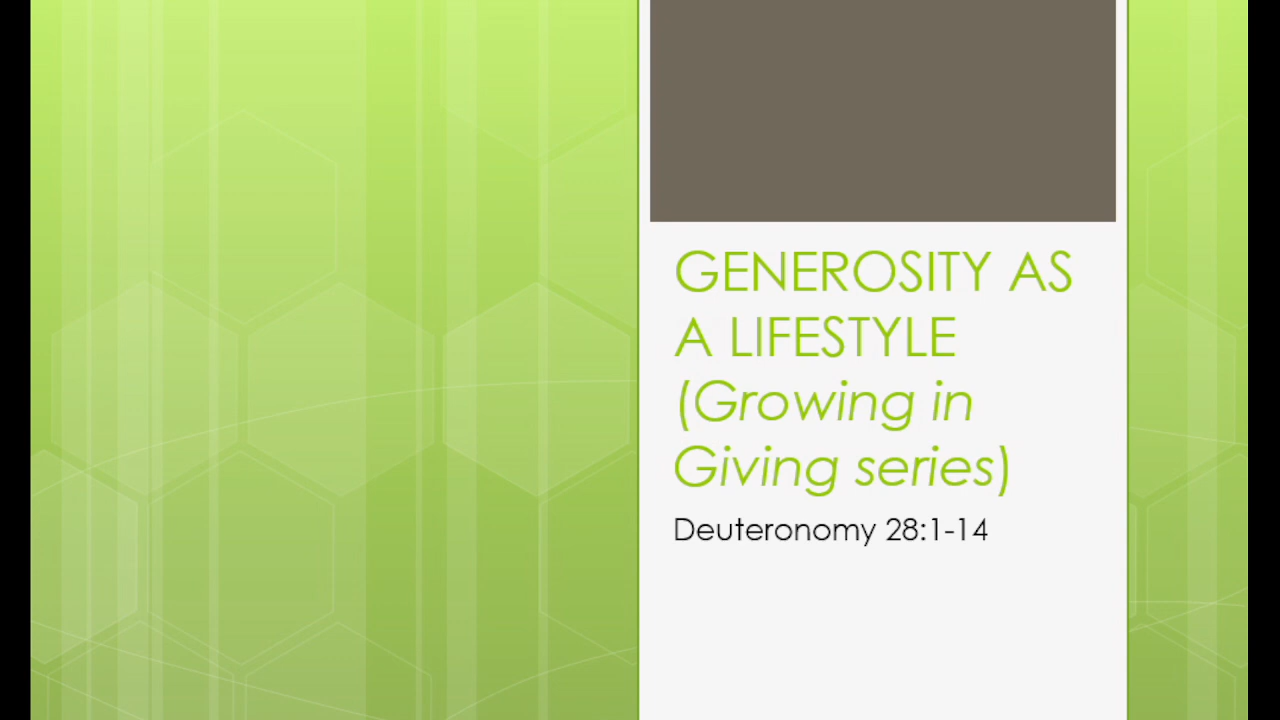 GENEROSITY AS
A LIFESTYLE
(Growing in
Giving series)
Deuteronomy 28:1-14